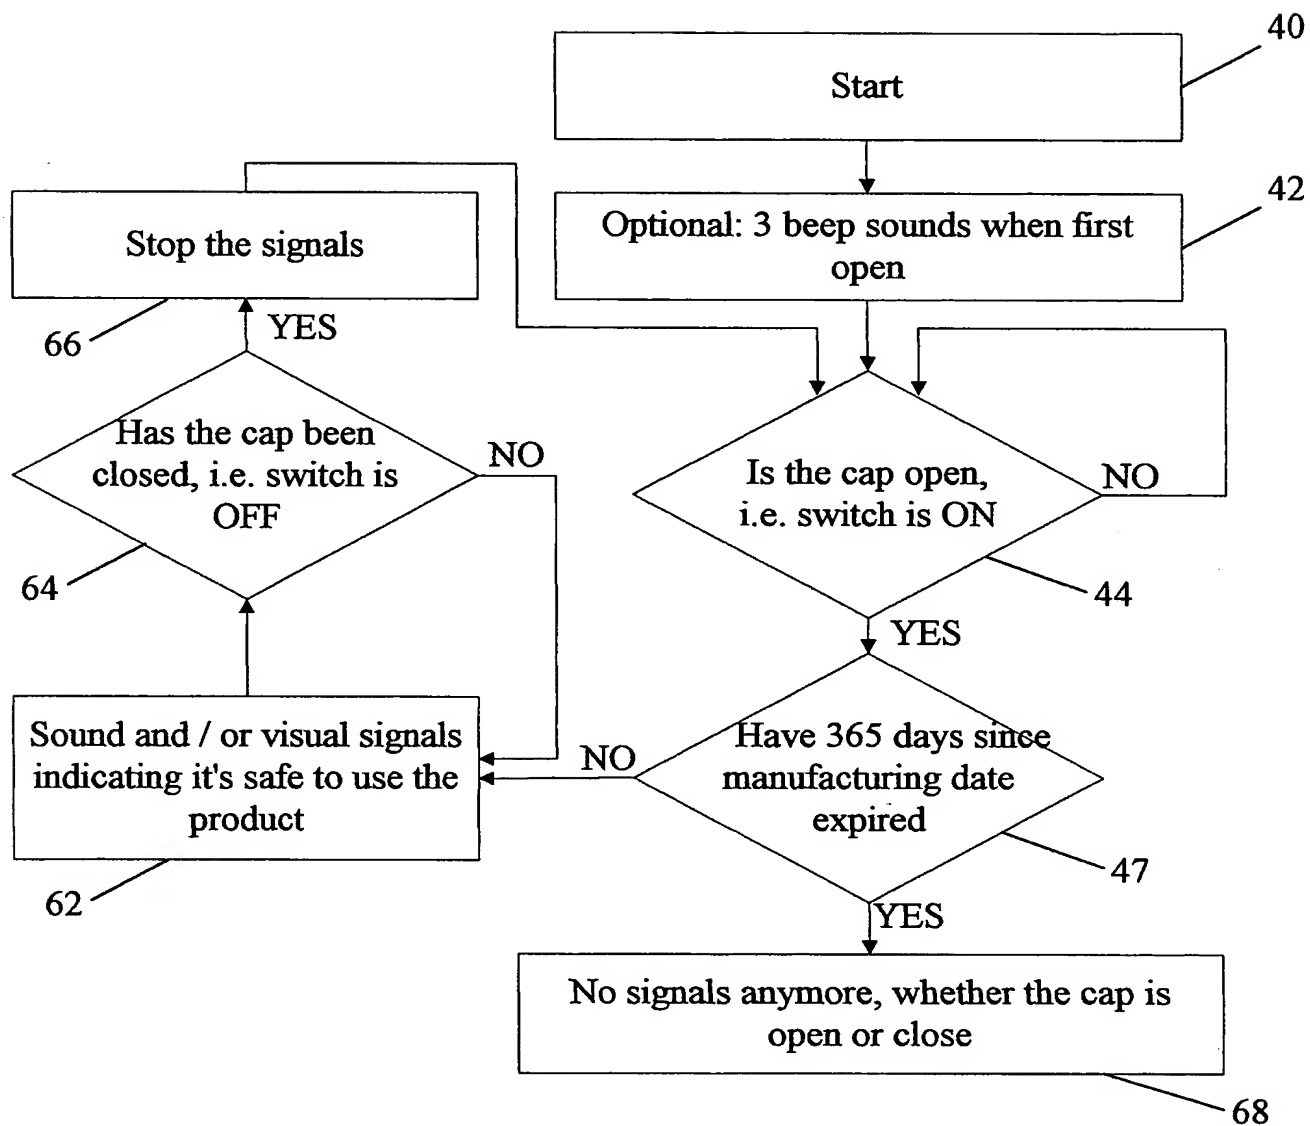 40
Start
42
Optional: 3 beep sounds when first
open
Stop the signals
66
YES
Has the cap been
closed, i.e. switch is
OFF
NO
64
Is the cap open,
i.e. switch is ON
NO
44
YES
Sound and / or visual signals
indicating it's safe to use the
product
62
NO
Have 365 days since
manufacturing date
expired
47
YES
No signals anymore, whether the cap is
open or close
68